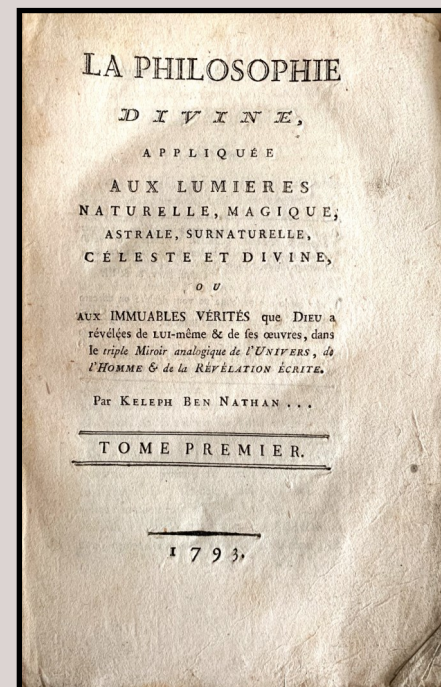 LA PHILOSOPHIE
DIVINE,
APPLIQUÉE
AUX LUMIERES
NATURELLE, MAGIQUE,
ASTRALE, SURNATURELLE,
CÉLESTE ET DIVINE,
OU
AUX IMMUABLES VÉRITÉS que DIEU a
révélées de LUI-même & de ſes œuvres, dans
le triple Miroir analogique de l'UNIVERS, de
l'HOMME & de la RÉVÉLATION ÉCRITE.
Par KELEPH BEN NATHAN ...
TOME PREMIER.
1793.